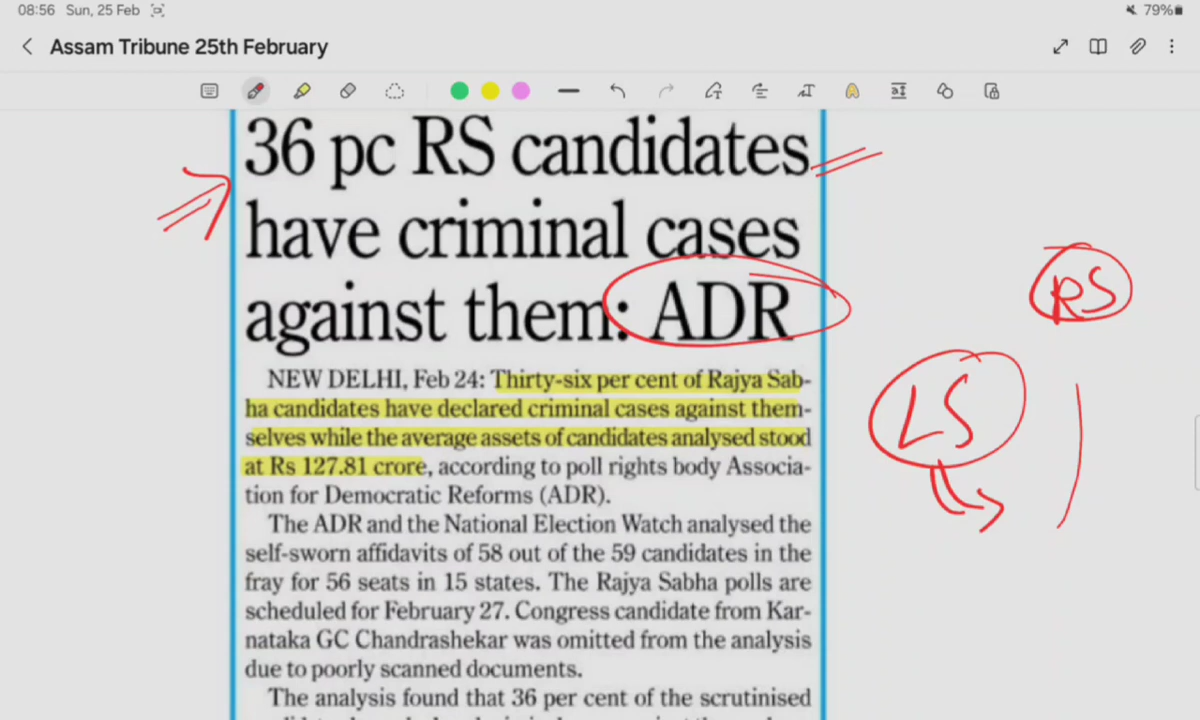 08:56 Sun, 25 Feb
79%
Assam Tribune 25th February
36 pc RS candidates
have criminal cases
against them: ADR
RS
LS
NEW DELHI, Feb 24: Thirty-six per cent of Rajya Sab-
ha candidates have declared criminal cases against them-
selves while the average assets of candidates analysed stood
at Rs 127.81 crore, according to poll rights body Associa-
tion for Democratic Reforms (ADR).
The ADR and the National Election Watch analysed the
self-sworn affidavits of 58 out of the 59 candidates in the
fray for 56 seats in 15 states. The Rajya Sabha polls are
scheduled for February 27. Congress candidate from Kar-
nataka GC Chandrashekar was omitted from the analysis
due to poorly scanned documents.
The analysis found that 36 per cent of the scrutinised